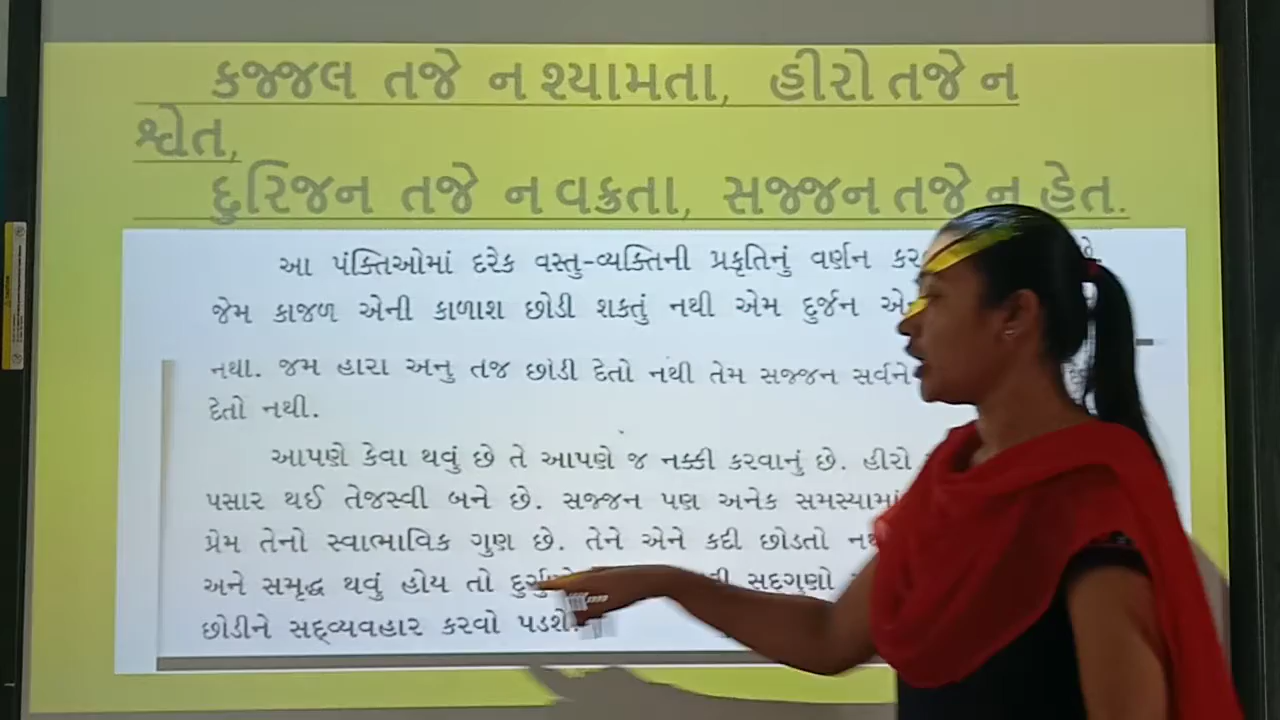 કજ્જલ તજે ન શ્યામતા, હીરો તજે ન
શ્વેત,
દુરિજન તજે ન વક્રતા, સજ્જન તજે ન હેત.
આ પંક્તિઓમાં દરેક વસ્તુ-વ્યક્તિની પ્રકૃતિનું વર્ણન
જેમ કાજળ એની કાળાશ છોડી શકતું નથી એમ દુર્જન
નથી. જેમ હીરો એનું તેજ છોડી દેતો નથી તેમ સજ્જન સર્વને
દેતો નથી.
આપણે કેવા થવું છે તે આપણે જ નક્કી કરવાનું છે. હીરો
પસાર થઈ તેજસ્વી બને છે. સજ્જન પણ અનેક
પ્રેમ તેનો સ્વાભાવિક ગુણ છે. તેને એને કદી છોડતો
અને સમૃદ્ધ થવું હોય તો સદ્ગુણો
છોડીને સદ્વ્યવહાર કરવો પડશે.